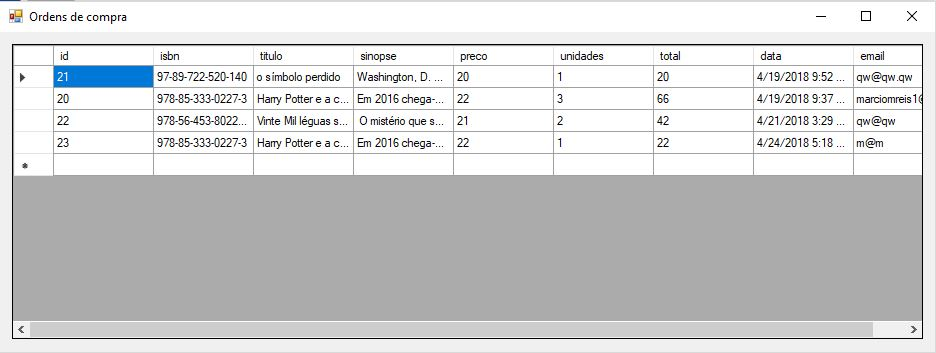 Ordens de compra
id isbn titulo sinopse preco unidades total data email
21 97-89-722-520-140 o símbolo perdido Washington, D. ... 20 1 20 4/19/2018 9:52 ... qw@qw.qw
20 978-85-333-0227-3 Harry Potter e a c... Em 2016 chega-... 22 3 66 4/19/2018 9:37 ... marciomreis1@
22 978-56-453-8022... Vinte Mil léguas s... O mistério que s... 21 2 42 4/21/2018 3:29 ... qw@qw
23 978-85-333-0227-3 Harry Potter e a c... Em 2016 chega-... 22 1 22 4/24/2018 5:18 ... m@m